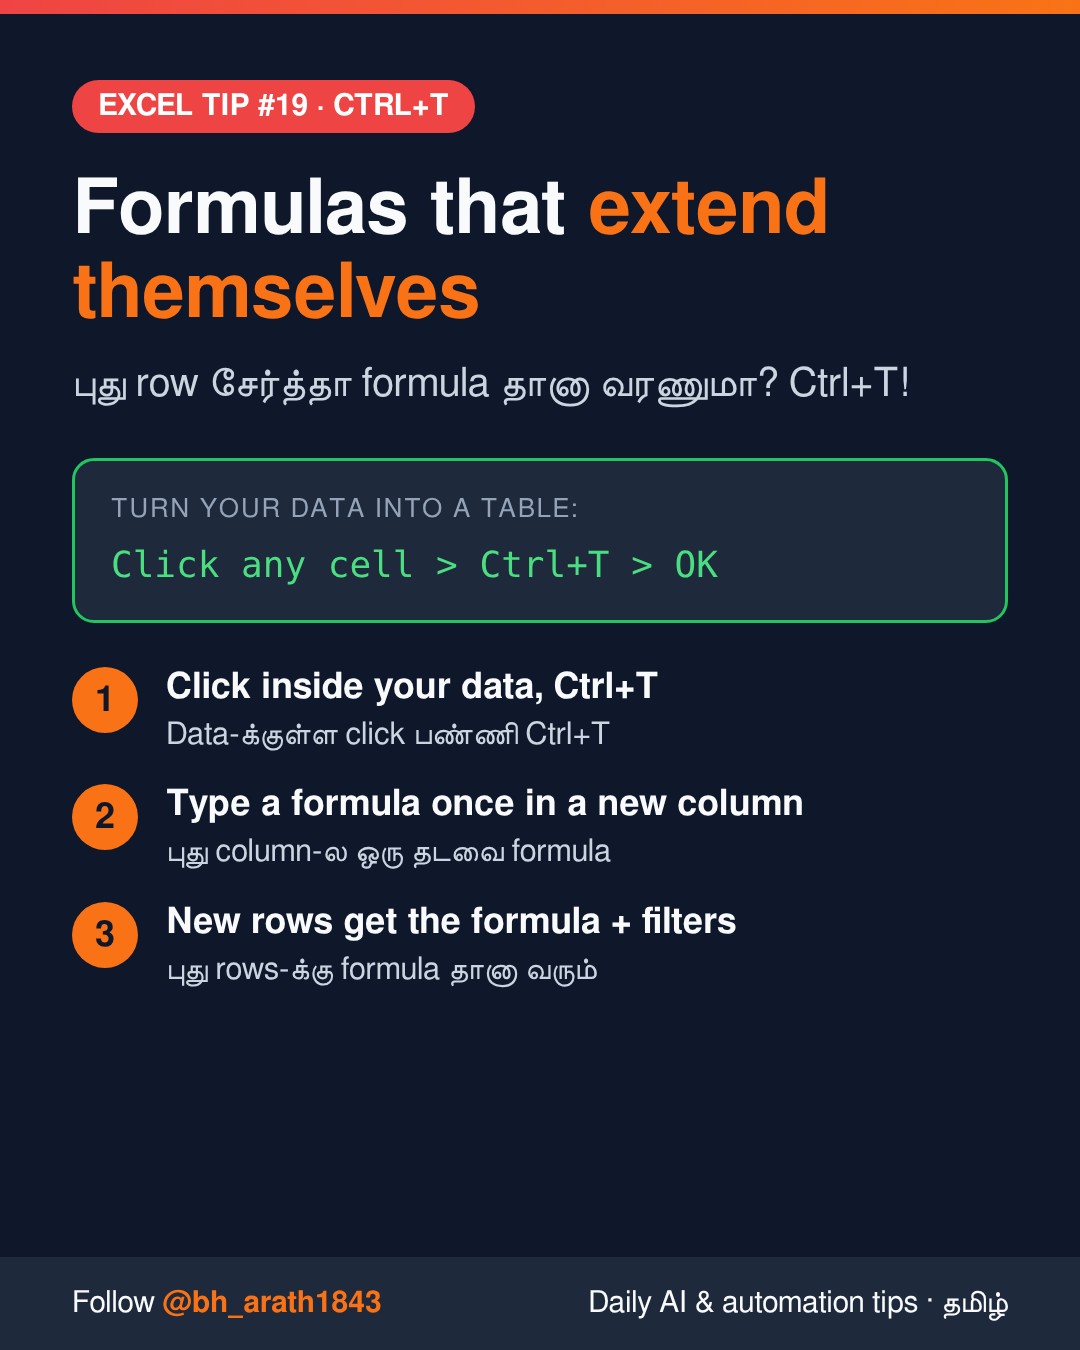 EXCEL TIP #19 · CTRL+T
Formulas that extend
themselves
புது row சேர்த்தா formula தானா வரணுமா? Ctrl+T!
TURN YOUR DATA INTO A TABLE:
Click any cell > Ctrl+T > OK
1
Click inside your data, Ctrl+T
Data-க்குள்ள click பண்ணி Ctrl+T
2
Type a formula once in a new column
புது column-ல ஒரு தடவை formula
3
New rows get the formula + filters
புது rows-க்கு formula தானா வரும்
Follow @bh_arath1843
Daily AI & automation tips · தமிழ்